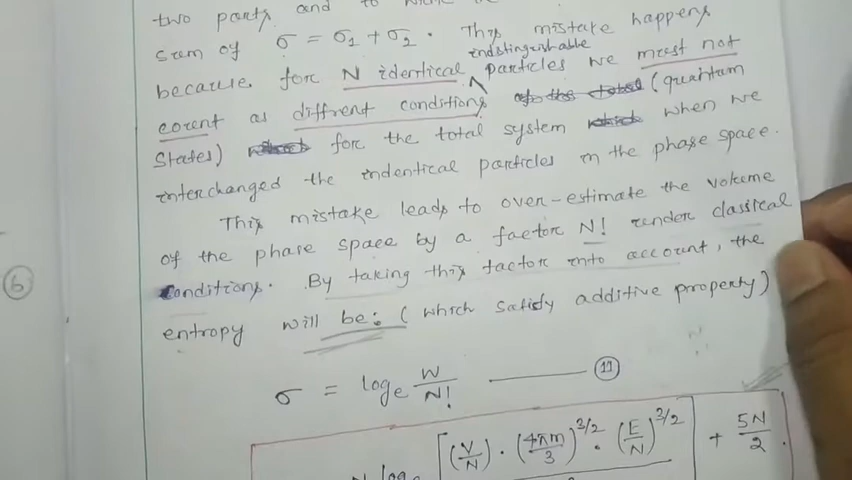 two parts and to
sum of σ = σ₁ + σ₂ . This mistake happens
because for N identical indistinguishable particles we must not
count as diffrent conditions (quantum
States) for the total system when we
interchanged the indentical particles in the phase space.
This mistake leads to over-estimate the volume
of the phase space by a factor N! under classical
Conditions. By taking this factor into account, the
entropy will be: (which satisfy additive property)
6
σ = logₑ W/N! ——— 11
N logₑ [(V/N) · (4πm/3)^3/2 · (E/N)^3/2] + 5N/2 .